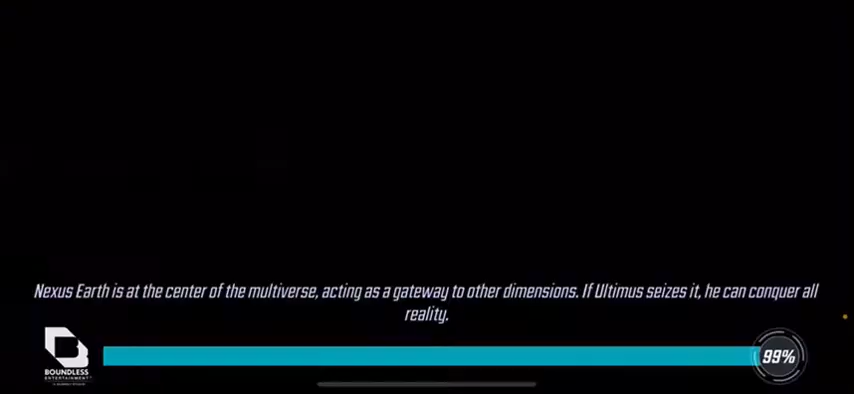 Nexus Earth is at the center of the multiverse, acting as a gateway to other dimensions. If Ultimus seizes it, he can conquer all
reality.
99%
BOUNDLESS
ENTERTAINMENT